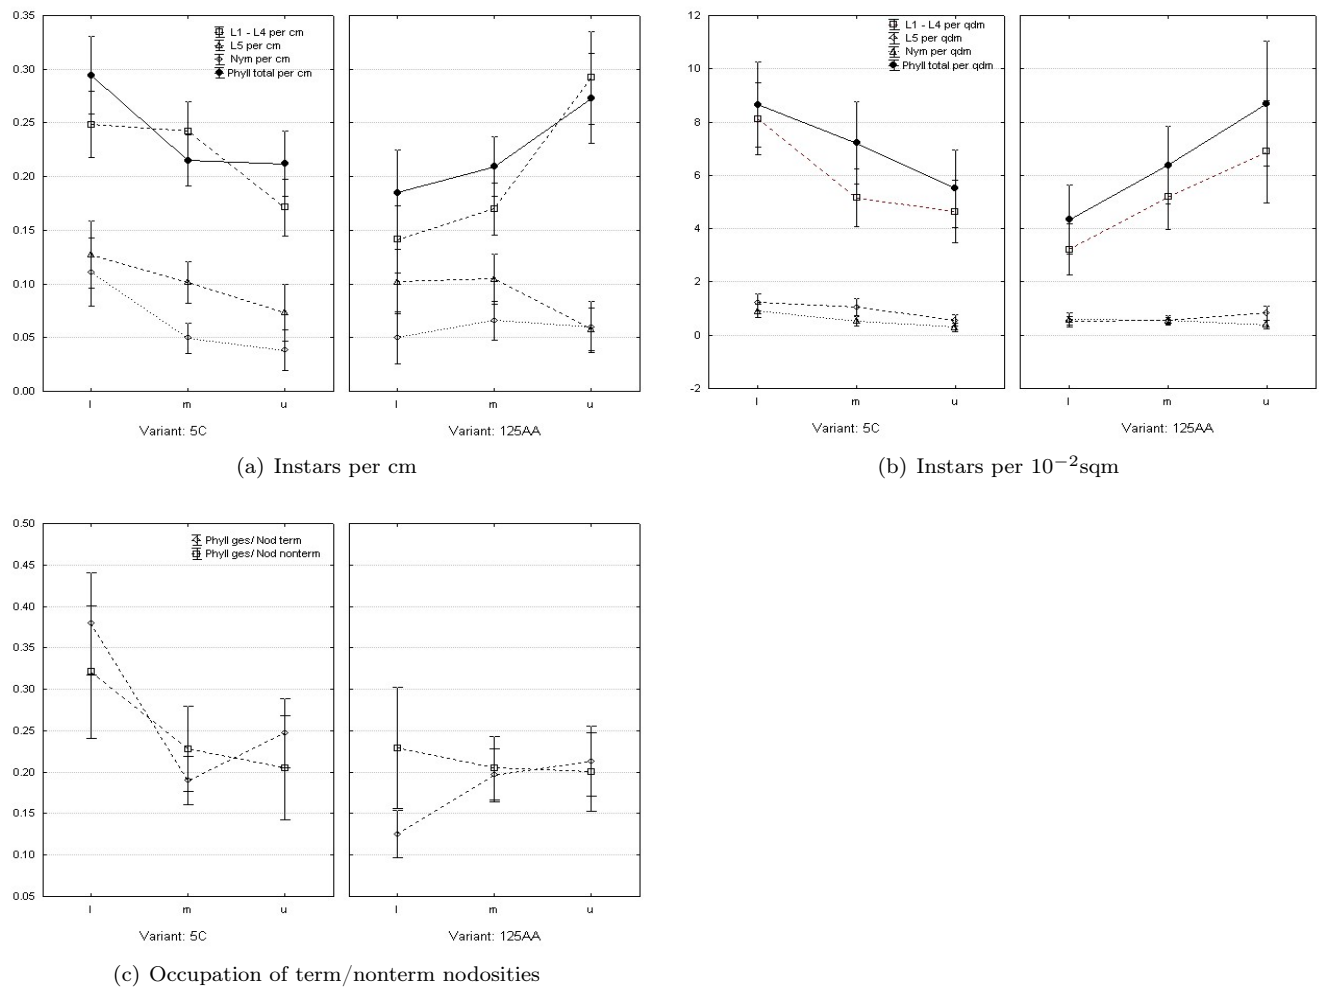 0.35
0.30
0.25
0.20
0.15
0.10
0.05
0.00
L1 - L4 per cm
L5 per cm
Nym per cm
Phyll total per cm
l m u
Variant: 5C
l m u
Variant: 125AA
(a) Instars per cm
12
10
8
6
4
2
0
-2
L1 - L4 per qdm
L5 per qdm
Nym per qdm
Phyll total per qdm
l m u
Variant: 5C
l m u
Variant: 125AA
(b) Instars per 10⁻²sqm
0.50
0.45
0.40
0.35
0.30
0.25
0.20
0.15
0.10
0.05
Phyll ges/ Nod term
Phyll ges/ Nod nonterm
l m u
Variant: 5C
l m u
Variant: 125AA
(c) Occupation of term/nonterm nodosities